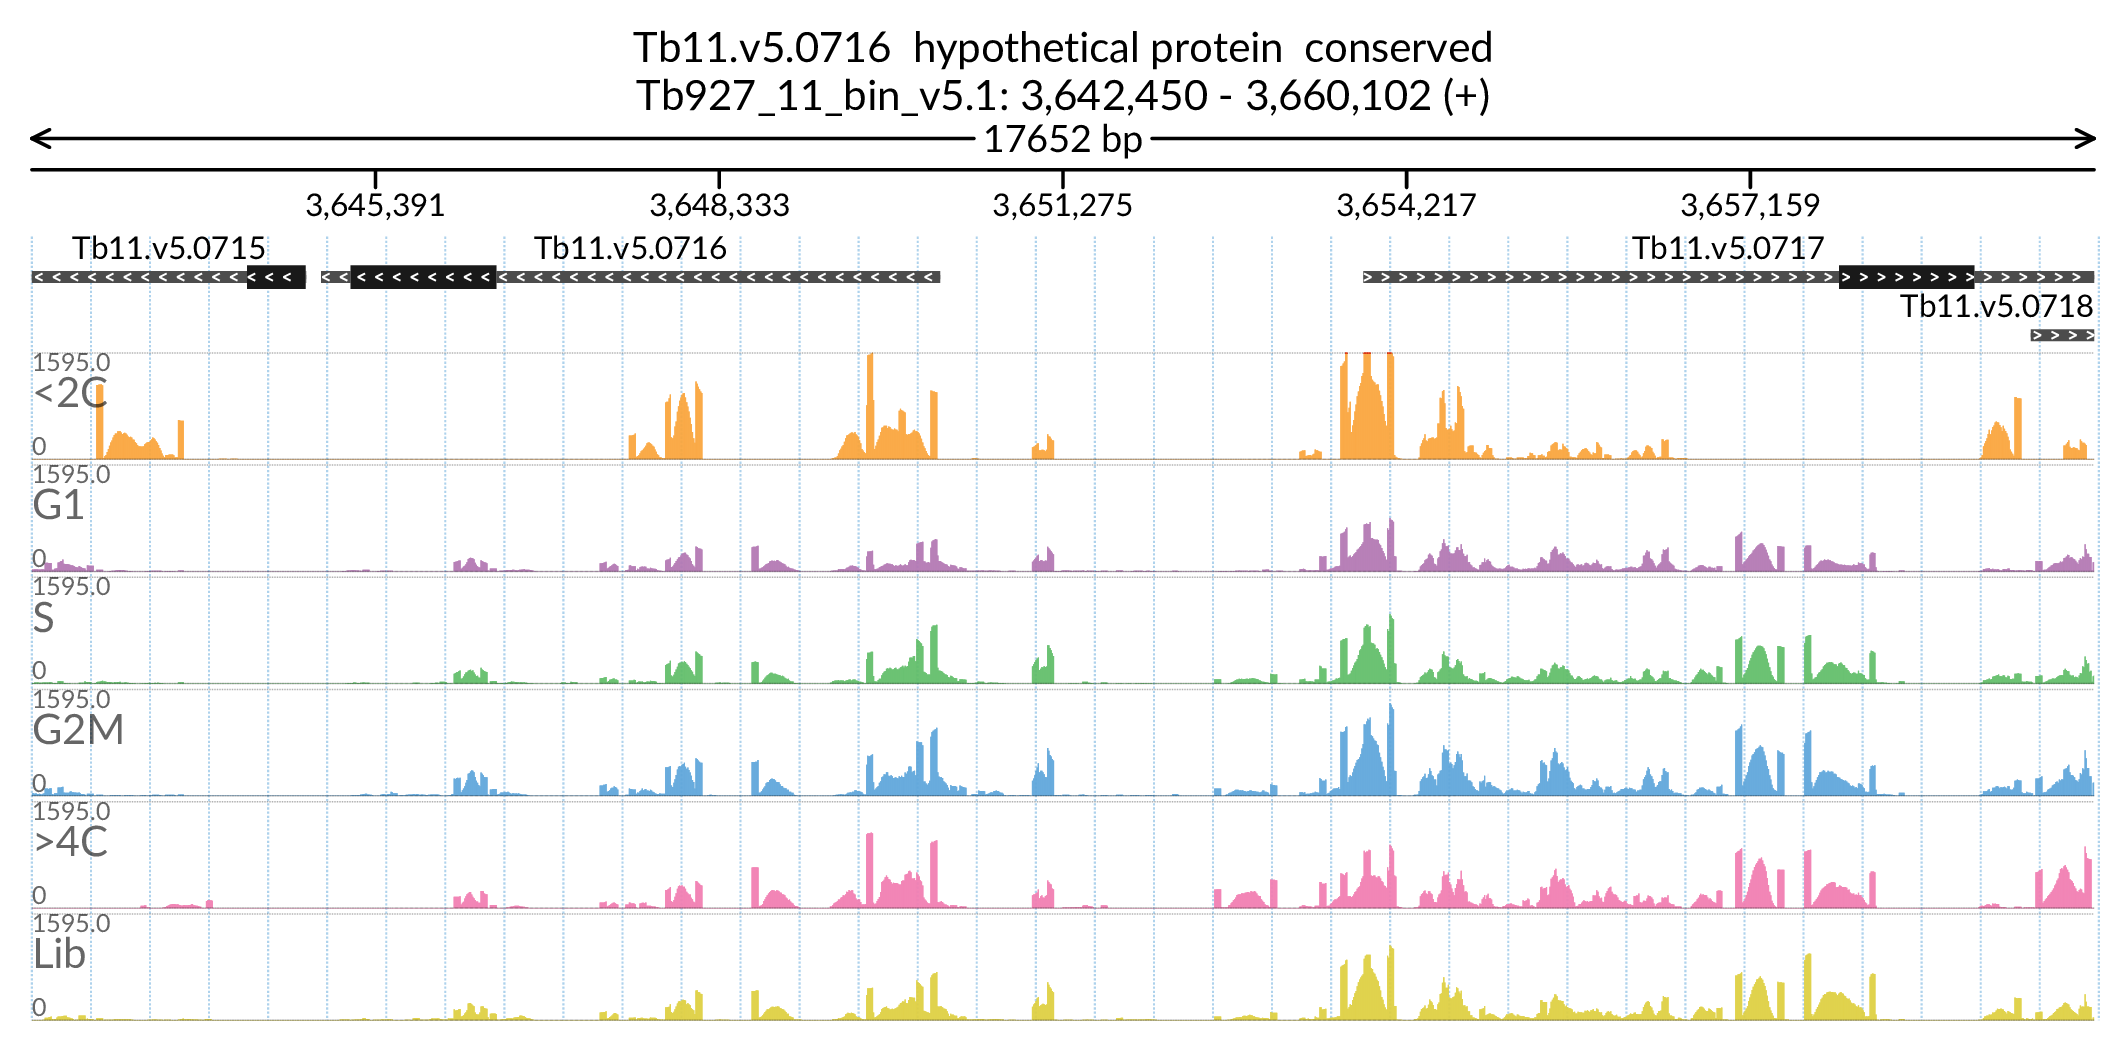 Tb11.v5.0716 hypothetical protein conserved
Tb927_11_bin_v5.1: 3,642,450 - 3,660,102 (+)
17652 bp
3,645,391 3,648,333 3,651,275 3,654,217 3,657,159
Tb11.v5.0715 Tb11.v5.0716 Tb11.v5.0717
Tb11.v5.0718
1595.0
<2C
0
1595.0
G1
0
1595.0
S
0
1595.0
G2M
0
1595.0
>4C
0
1595.0
Lib
0